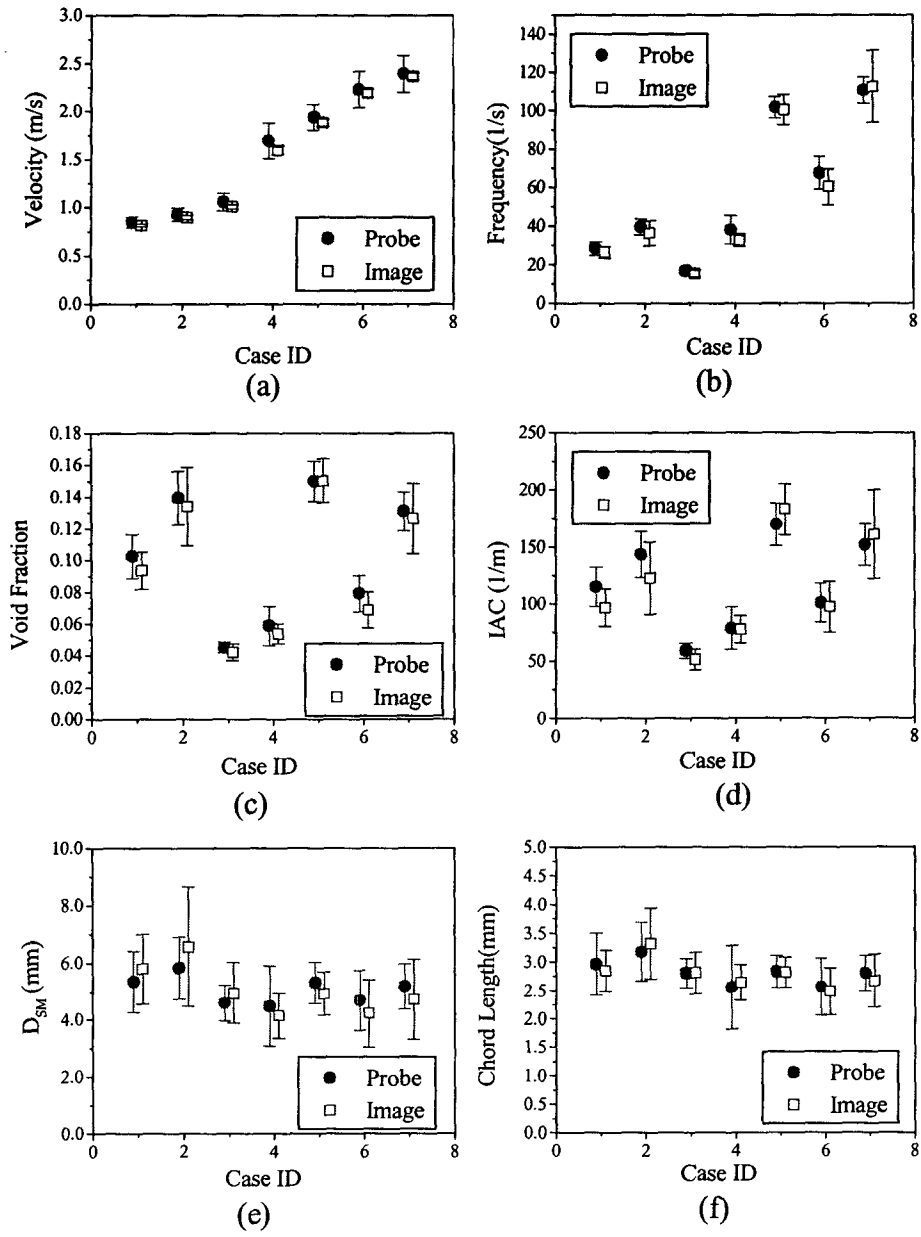 3.0
2.5
2.0
1.5
1.0
0.5
0.0
Velocity (m/s)
Probe
Image
0 2 4 6 8
Case ID
(a)
140
120
100
80
60
40
20
0
Frequency(1/s)
Probe
Image
0 2 4 6 8
Case ID
(b)
0.18
0.16
0.14
0.12
0.10
0.08
0.06
0.04
0.02
0.00
Void Fraction
Probe
Image
0 2 4 6 8
Case ID
(c)
250
200
150
100
50
0
IAC (1/m)
Probe
Image
0 2 4 6 8
Case ID
(d)
10.0
8.0
6.0
4.0
2.0
0.0
DSM (mm)
Probe
Image
0 2 4 6 8
Case ID
(e)
5.0
4.5
4.0
3.5
3.0
2.5
2.0
1.5
1.0
0.5
0.0
Chord Length(mm)
Probe
Image
0 2 4 6 8
Case ID
(f)